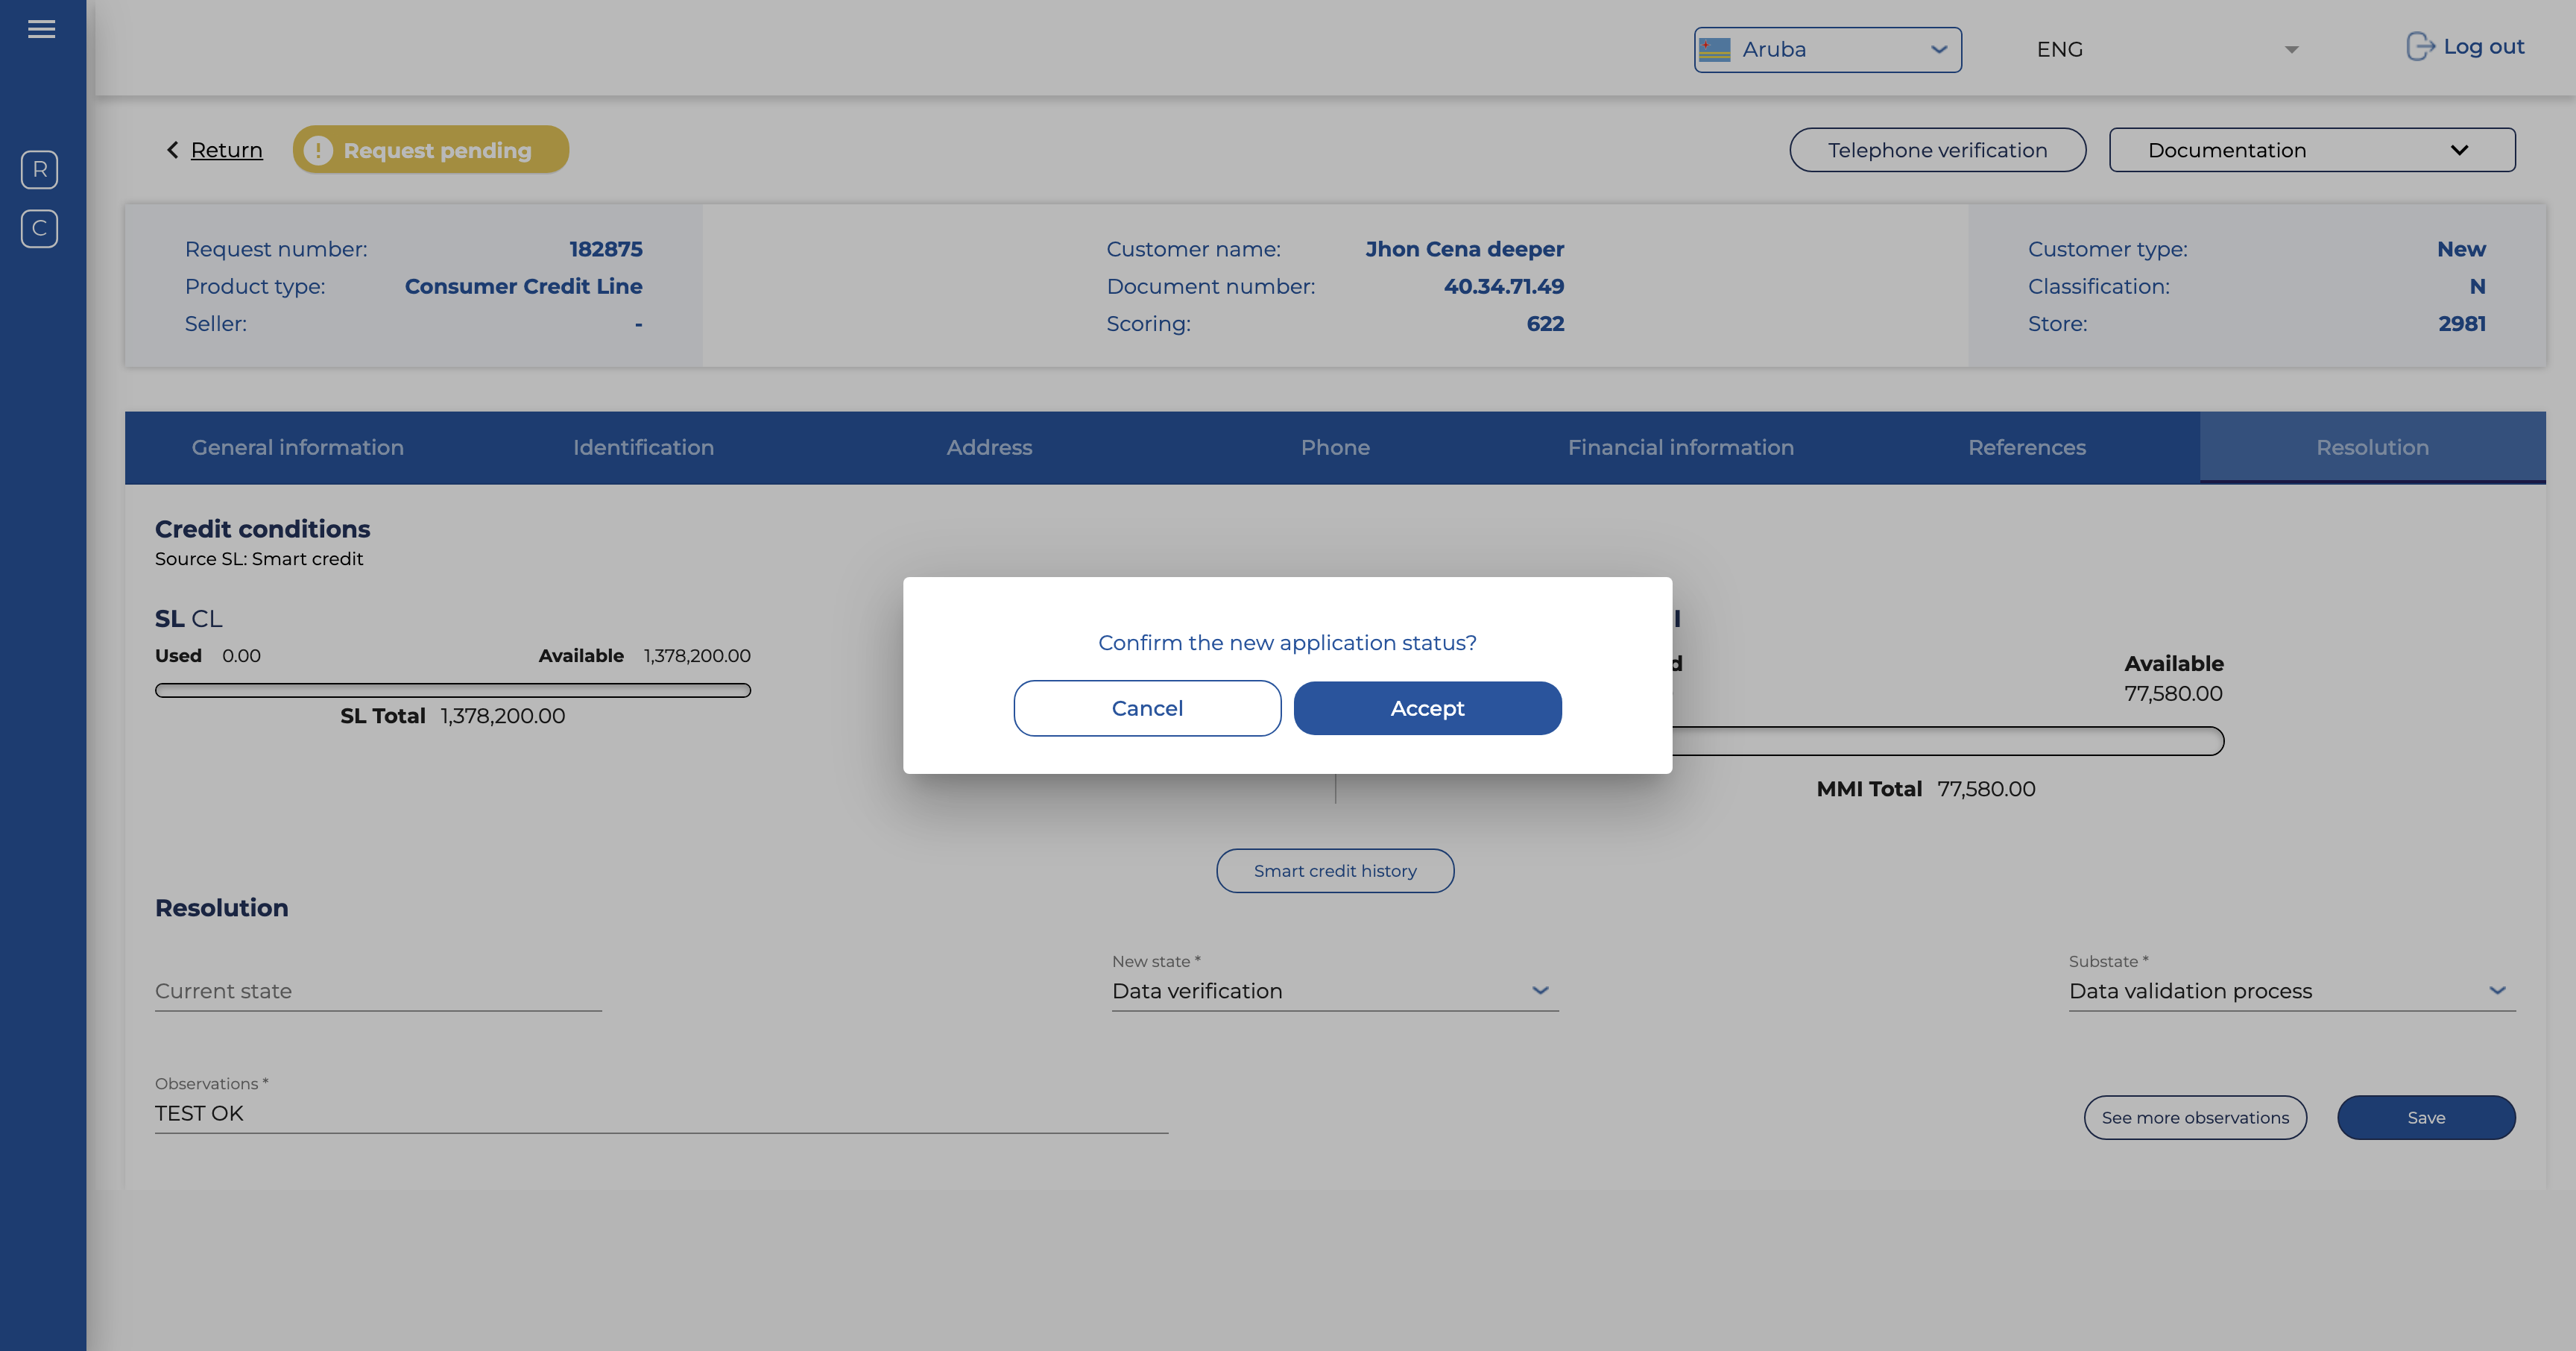 Aruba
ENG
Log out
R
C
Return
Request pending
Telephone verification
Documentation
Request number: 182875
Product type: Consumer Credit Line
Seller: -
Customer name: Jhon Cena deeper
Document number: 40.34.71.49
Scoring: 622
Customer type: New
Classification: N
Store: 2981
General information
Identification
Address
Phone
Financial information
References
Resolution
Credit conditions
Source SL: Smart credit
SL CL
Used 0.00 Available 1,378,200.00
SL Total 1,378,200.00
Confirm the new application status?
Cancel
Accept
Available
77,580.00
MMI Total 77,580.00
Smart credit history
Resolution
Current state
New state *
Data verification
Substate *
Data validation process
Observations *
TEST OK
See more observations
Save